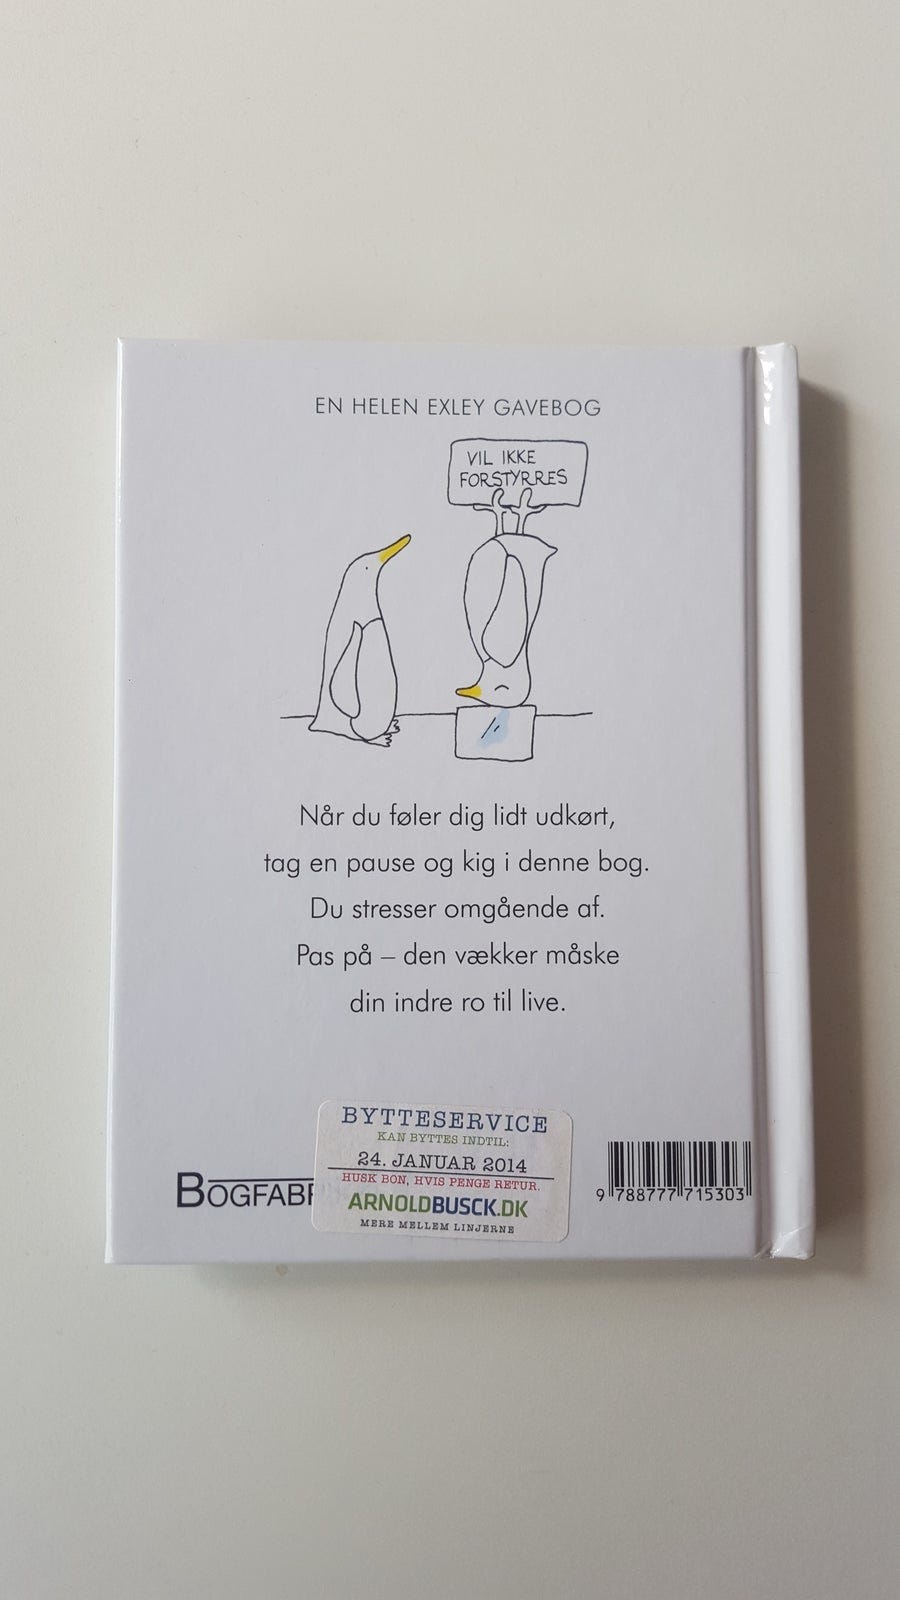 EN HELEN EXLEY GAVEBOG
VIL IKKE
FORSTYRRES
Når du føler dig lidt udkørt,
tag en pause og kig i denne bog.
Du stresser omgående af.
Pas på – den vækker måske
din indre ro til live.
BYTTESERVICE
KAN BYTTES INDTIL:
24. JANUAR 2014
HUSK BON, HVIS PENGE RETUR.
ARNOLDBUSCK.DK
MERE MELLEM LINJERNE
BOGFABR
9 788777 715303